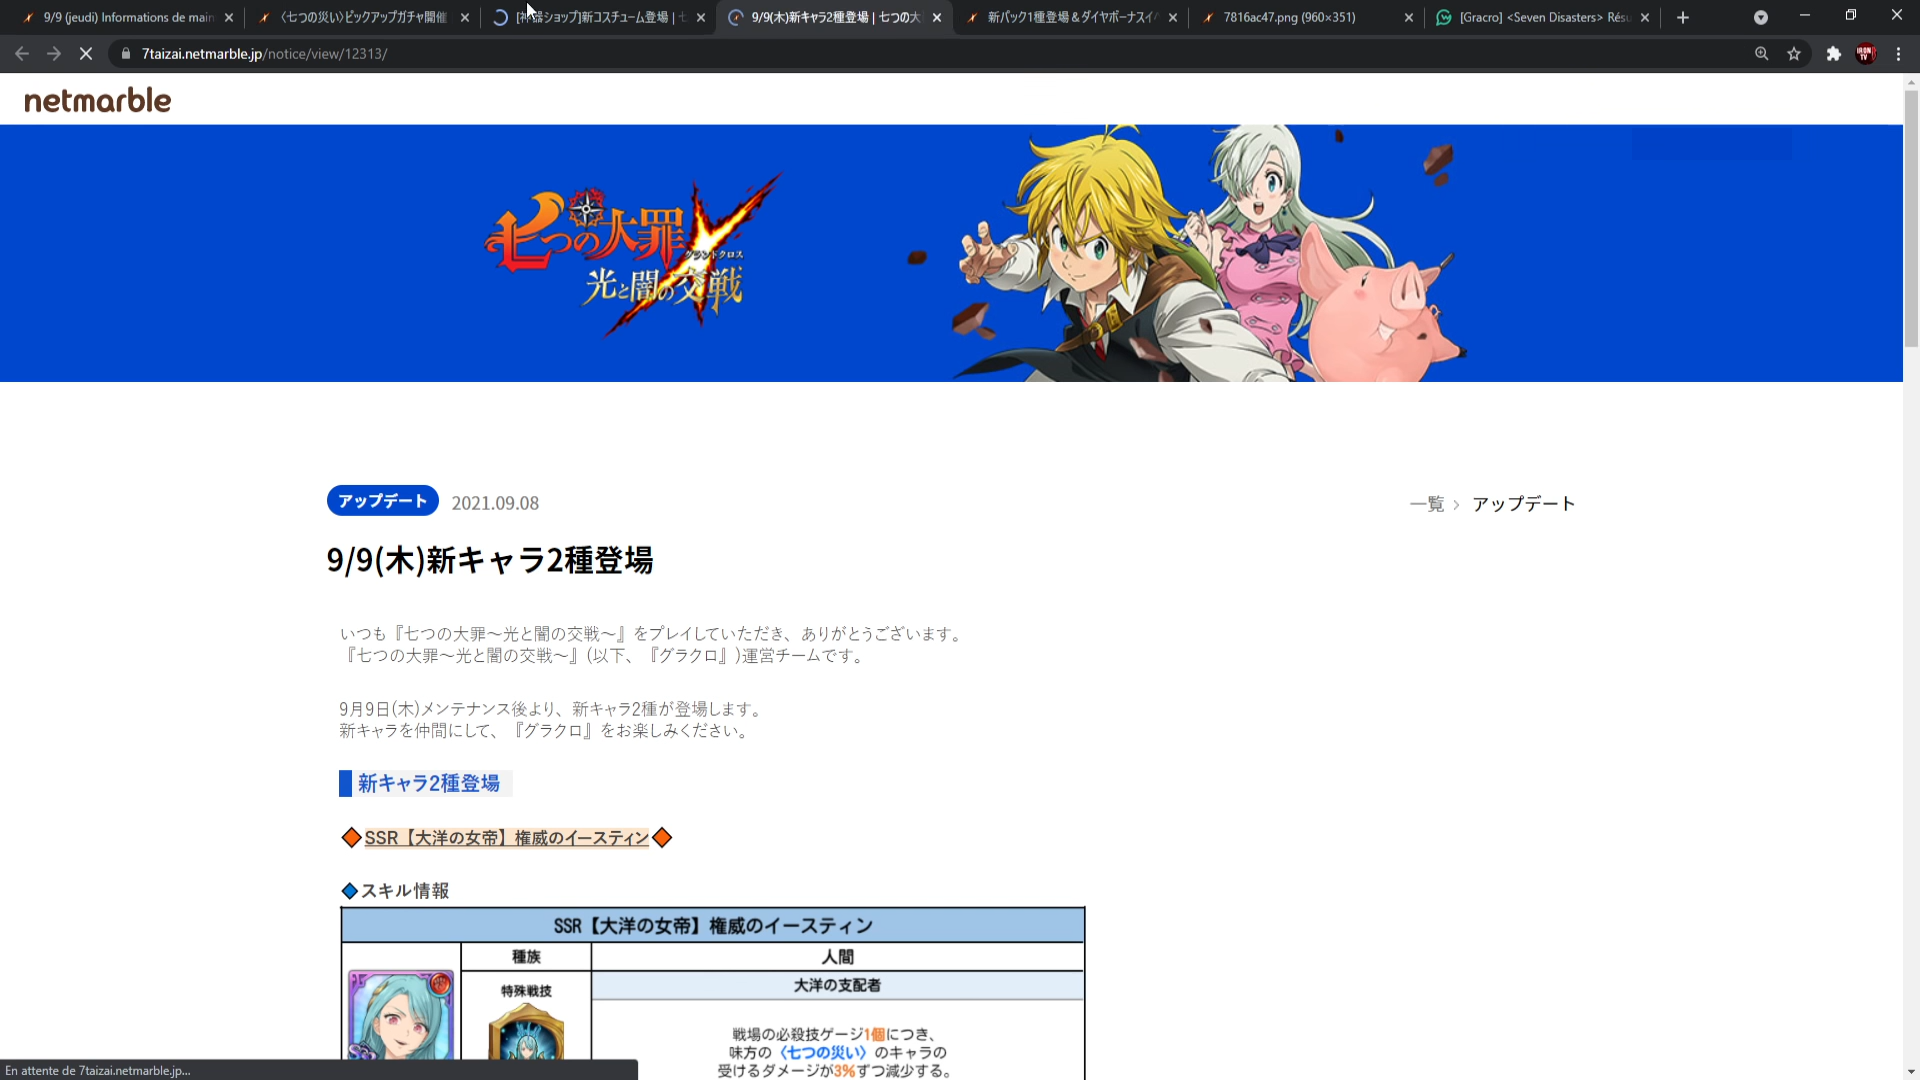 9/9 (jeudi) Informations de main
〈七つの災い〉ピックアップガチャ開催
[神器ショップ]新コスチューム登場 | 七
9/9(木)新キャラ2種登場 | 七つの大
新パック1種登場＆ダイヤボーナスイベ
7816ac47.png (960×351)
[Gracro] <Seven Disasters> Résu
7taizai.netmarble.jp/notice/view/12313/
netmarble
七つの大罪
グランドクロス
光と闇の交戦
アップデート 2021.09.08
一覧 > アップデート
9/9(木)新キャラ2種登場
いつも『七つの大罪～光と闇の交戦～』をプレイしていただき、ありがとうございます。
『七つの大罪～光と闇の交戦～』(以下、『グラクロ』)運営チームです。
9月9日(木)メンテナンス後より、新キャラ2種が登場します。
新キャラを仲間にして、『グラクロ』をお楽しみください。
新キャラ2種登場
◆SSR【大洋の女帝】権威のイースティン◆
◆スキル情報
SSR【大洋の女帝】権威のイースティン
種族 人間
特殊戦技
大洋の支配者
戦場の必殺技ゲージ1個につき、
味方の〈七つの災い〉のキャラの
受けるダメージが3%ずつ減少する。
En attente de 7taizai.netmarble.jp...